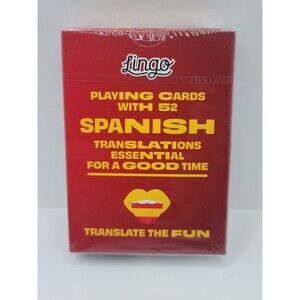 Lingo
PLAYING CARDS
WITH 52
SPANISH
TRANSLATIONS
ESSENTIAL
FOR A GOOD TIME
TRANSLATE THE FUN